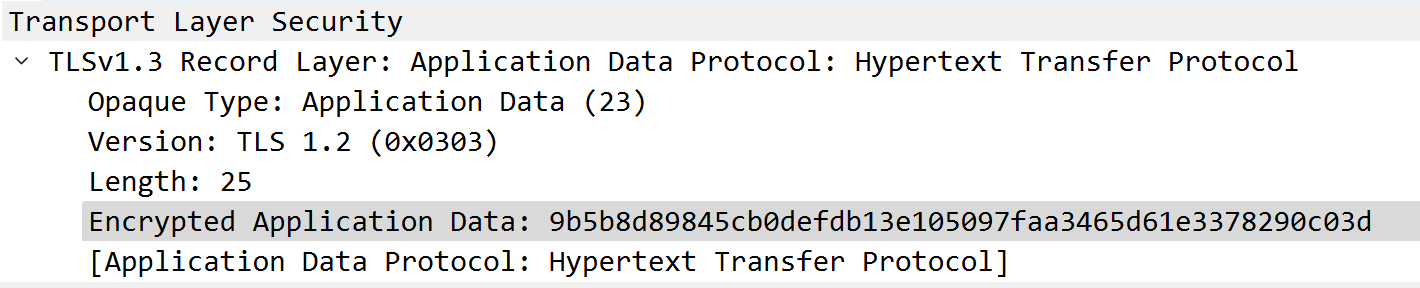 Transport Layer Security
TLSv1.3 Record Layer: Application Data Protocol: Hypertext Transfer Protocol
Opaque Type: Application Data (23)
Version: TLS 1.2 (0x0303)
Length: 25
Encrypted Application Data: 9b5b8d89845cb0defdb13e105097faa3465d61e3378290c03d
[Application Data Protocol: Hypertext Transfer Protocol]